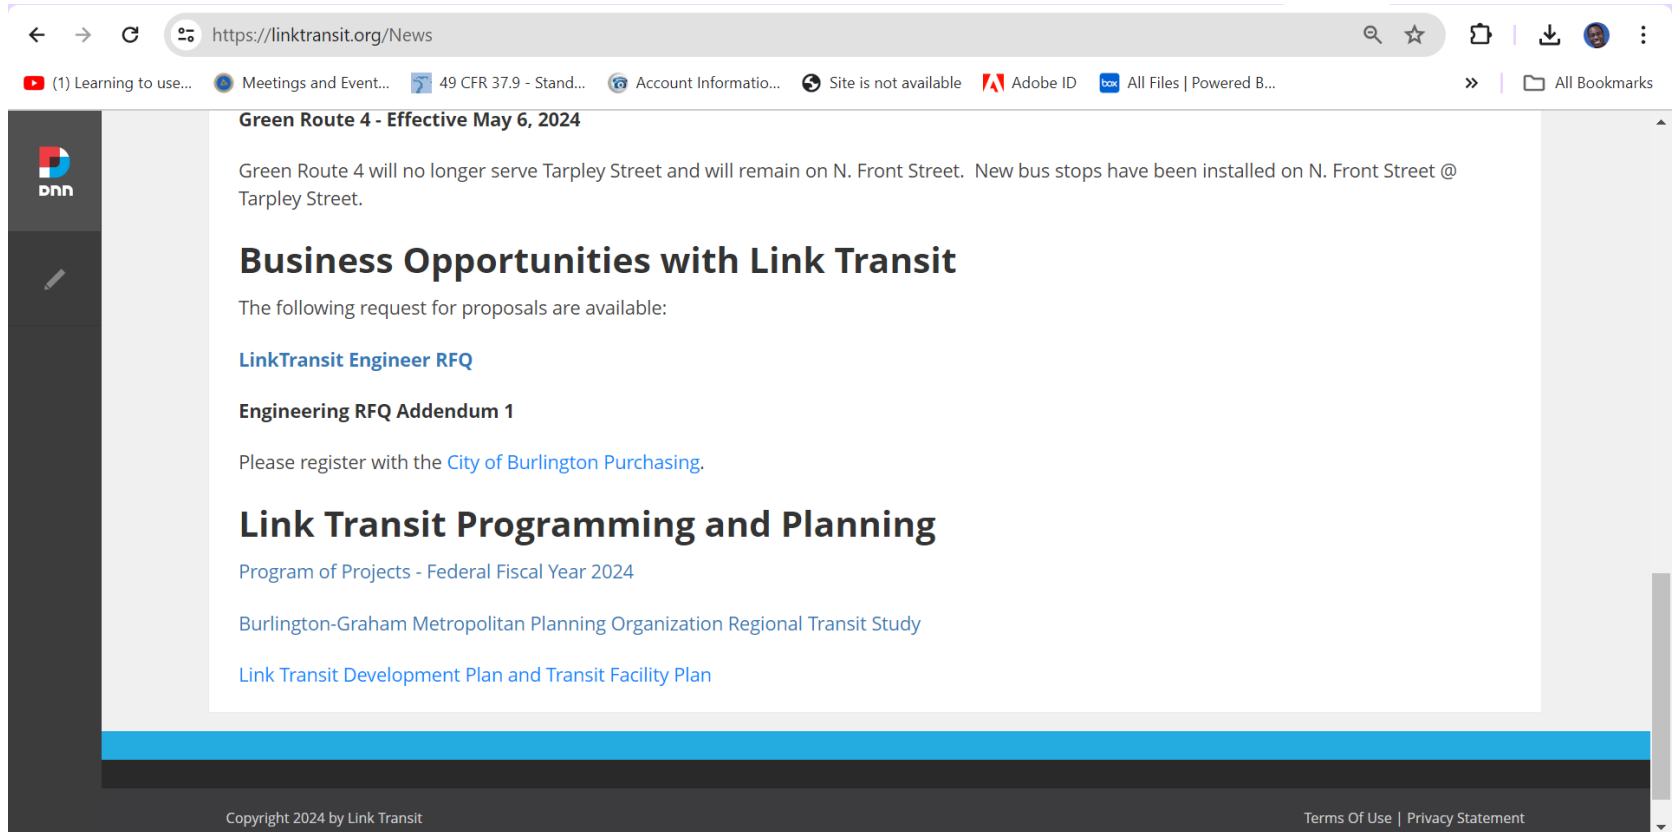 https://linktransit.org/News
(1) Learning to use...
Meetings and Event...
49 CFR 37.9 - Stand...
Account Informatio...
Site is not available
Adobe ID
box
All Files | Powered B...
»
All Bookmarks
DNN
Green Route 4 - Effective May 6, 2024
Green Route 4 will no longer serve Tarpley Street and will remain on N. Front Street.  New bus stops have been installed on N. Front Street @
Tarpley Street.
Business Opportunities with Link Transit
The following request for proposals are available:
LinkTransit Engineer RFQ
Engineering RFQ Addendum 1
Please register with the City of Burlington Purchasing.
Link Transit Programming and Planning
Program of Projects - Federal Fiscal Year 2024
Burlington-Graham Metropolitan Planning Organization Regional Transit Study
Link Transit Development Plan and Transit Facility Plan
Copyright 2024 by Link Transit
Terms Of Use | Privacy Statement